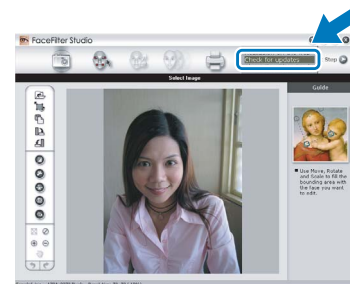 FaceFilter Studio
Check for updates
Stop
Select Image
Guide
Use Move, Rotate
and Scale to fill the
bounding area with
the face you want
to edit.